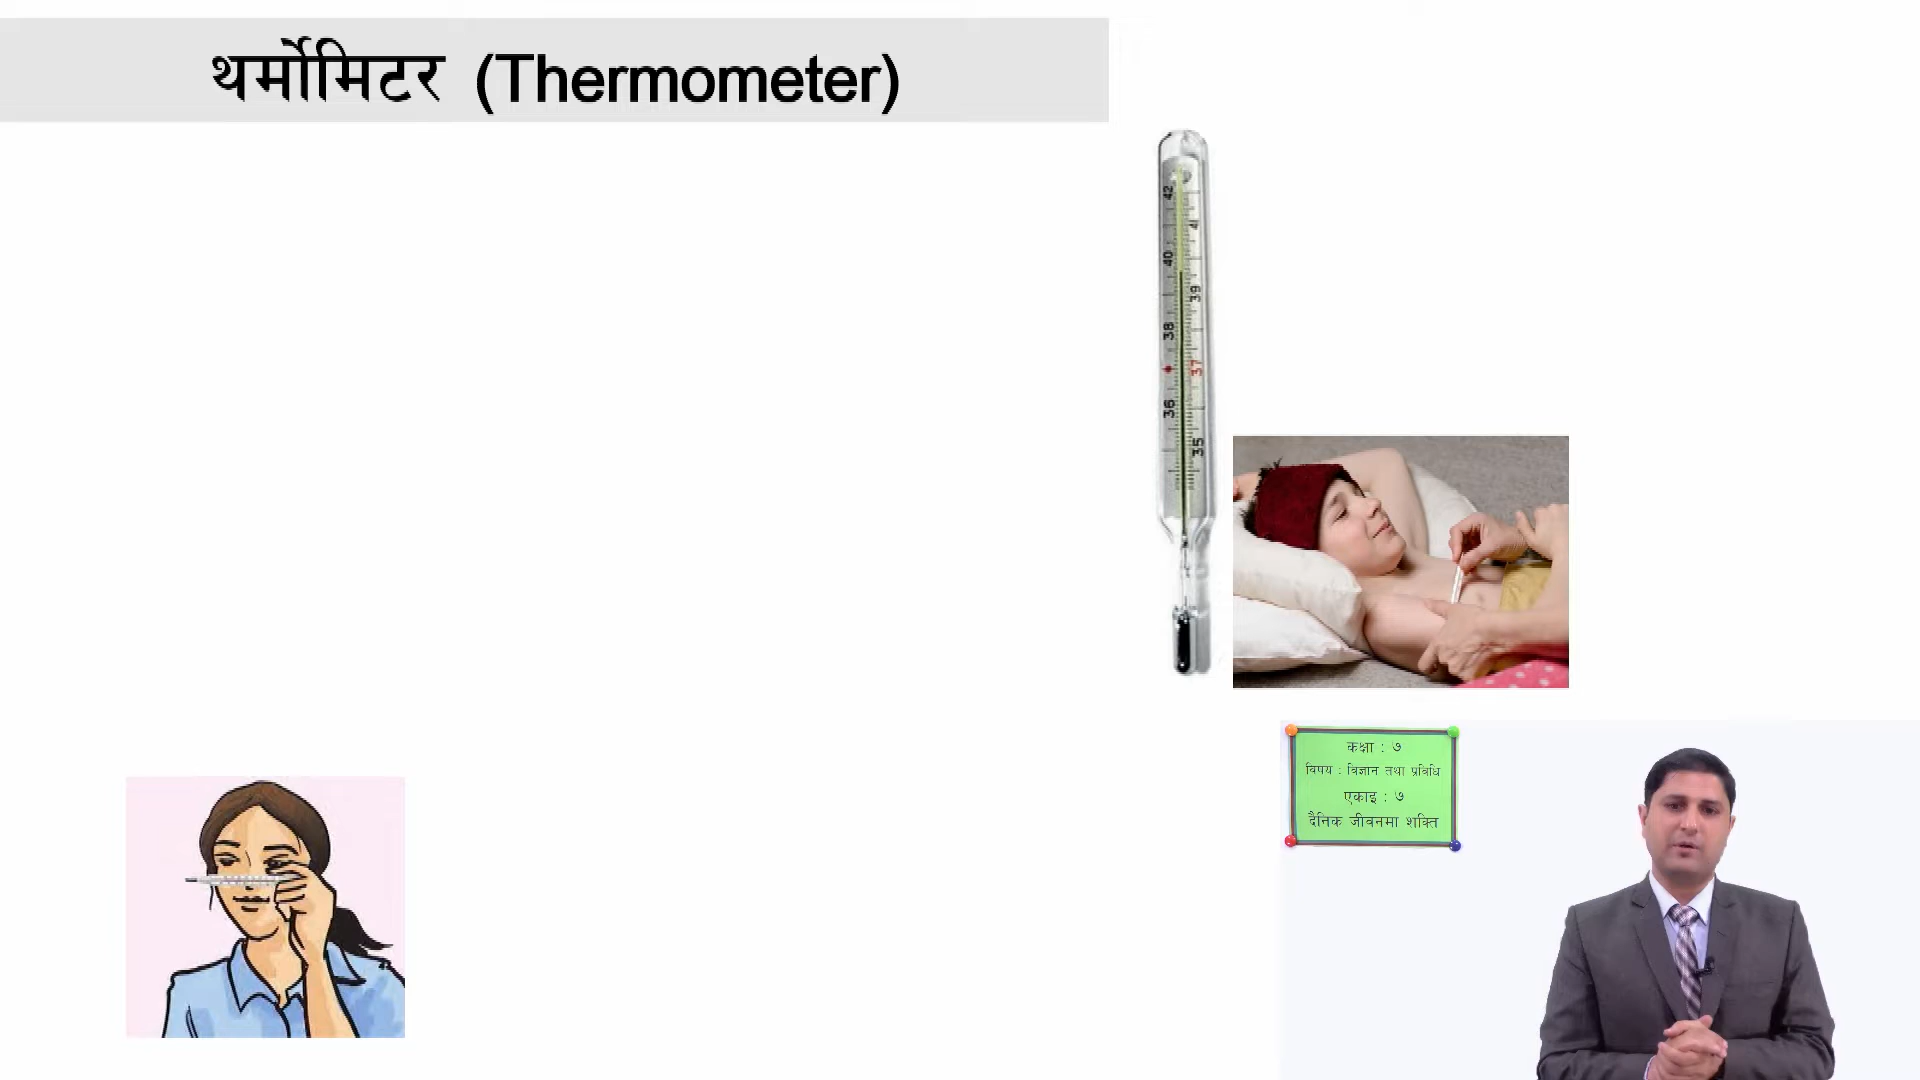 थर्मोमिटर (Thermometer)
42
41
40
39
38
37
36
35
कक्षा : ७
विषय : विज्ञान तथा प्रविधि
एकाइ : ७
दैनिक जीवनमा शक्ति